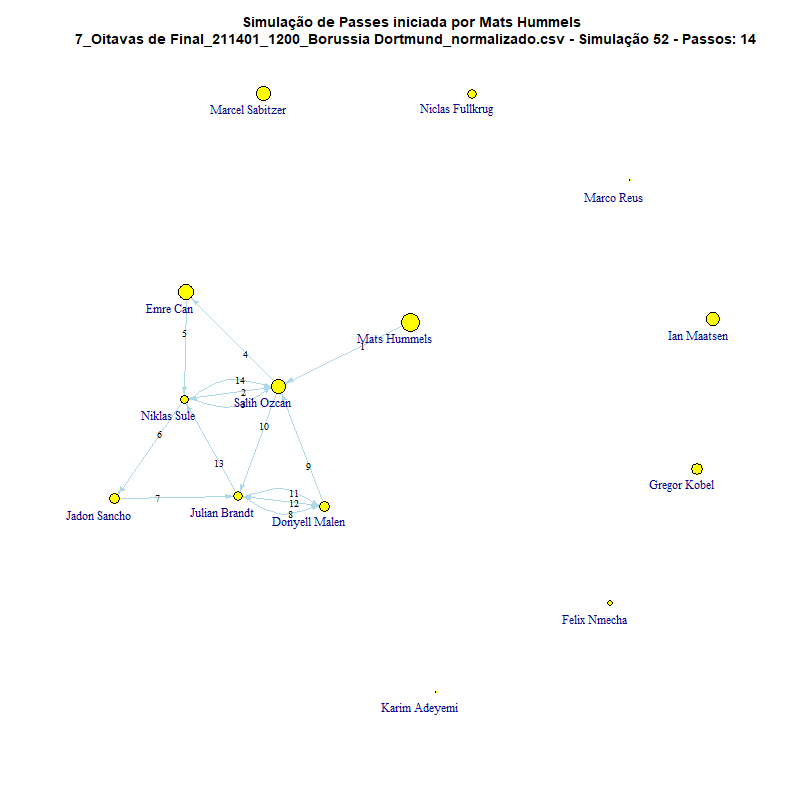 Simulação de Passes iniciada por Mats Hummels
7_Oitavas de Final_211401_1200_Borussia Dortmund_normalizado.csv - Simulação 52 - Passos: 14
Marcel Sabitzer
Niclas Fullkrug
Marco Reus
Emre Can
Mats Hummels
Ian Maatsen
1
5
4
14
2
Salih Ozcan
Niklas Sule
6
10
13
9
Gregor Kobel
7
11
12
8
Jadon Sancho
Julian Brandt
Donyell Malen
Felix Nmecha
Karim Adeyemi